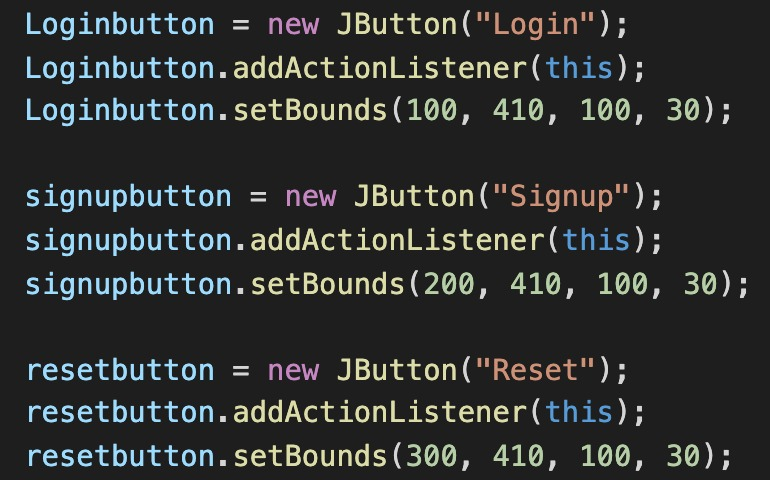 Loginbutton = new JButton("Login");
Loginbutton.addActionListener(this);
Loginbutton.setBounds(100, 410, 100, 30);
signupbutton = new JButton("Signup");
signupbutton.addActionListener(this);
signupbutton.setBounds(200, 410, 100, 30);
resetbutton = new JButton("Reset");
resetbutton.addActionListener(this);
resetbutton.setBounds(300, 410, 100, 30);